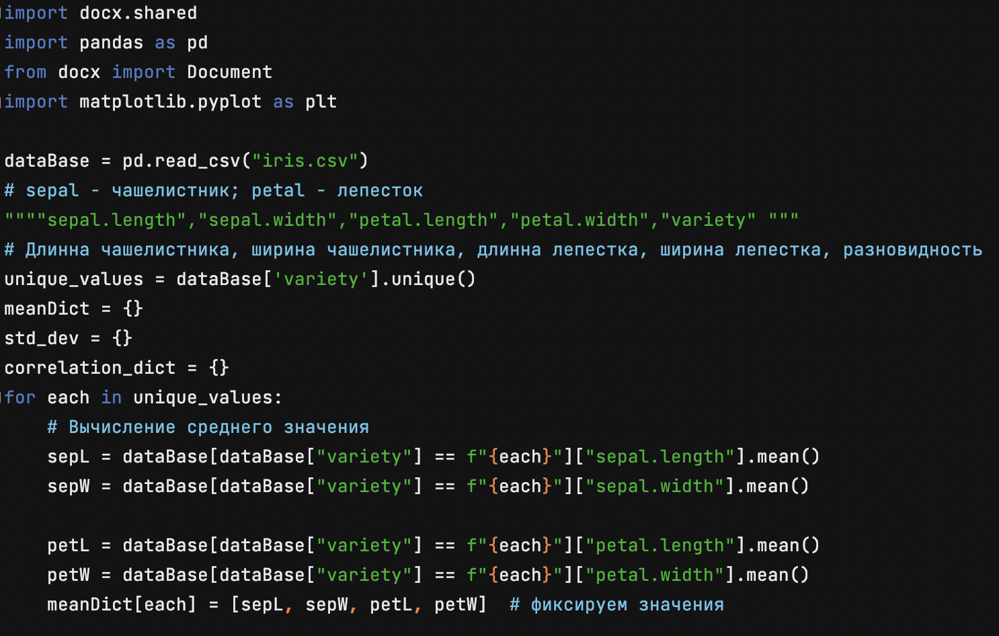 import docx.shared
import pandas as pd
from docx import Document
import matplotlib.pyplot as plt
dataBase = pd.read_csv("iris.csv")
# sepal - чашелистник; petal - лепесток
""""sepal.length","sepal.width","petal.length","petal.width","variety" """
# Длинна чашелистника, ширина чашелистника, длинна лепестка, ширина лепестка, разновидность
unique_values = dataBase['variety'].unique()
meanDict = {}
std_dev = {}
correlation_dict = {}
for each in unique_values:
    # Вычисление среднего значения
    sepL = dataBase[dataBase["variety"] == f"{each}"]["sepal.length"].mean()
    sepW = dataBase[dataBase["variety"] == f"{each}"]["sepal.width"].mean()
    petL = dataBase[dataBase["variety"] == f"{each}"]["petal.length"].mean()
    petW = dataBase[dataBase["variety"] == f"{each}"]["petal.width"].mean()
    meanDict[each] = [sepL, sepW, petL, petW]  # фиксируем значения